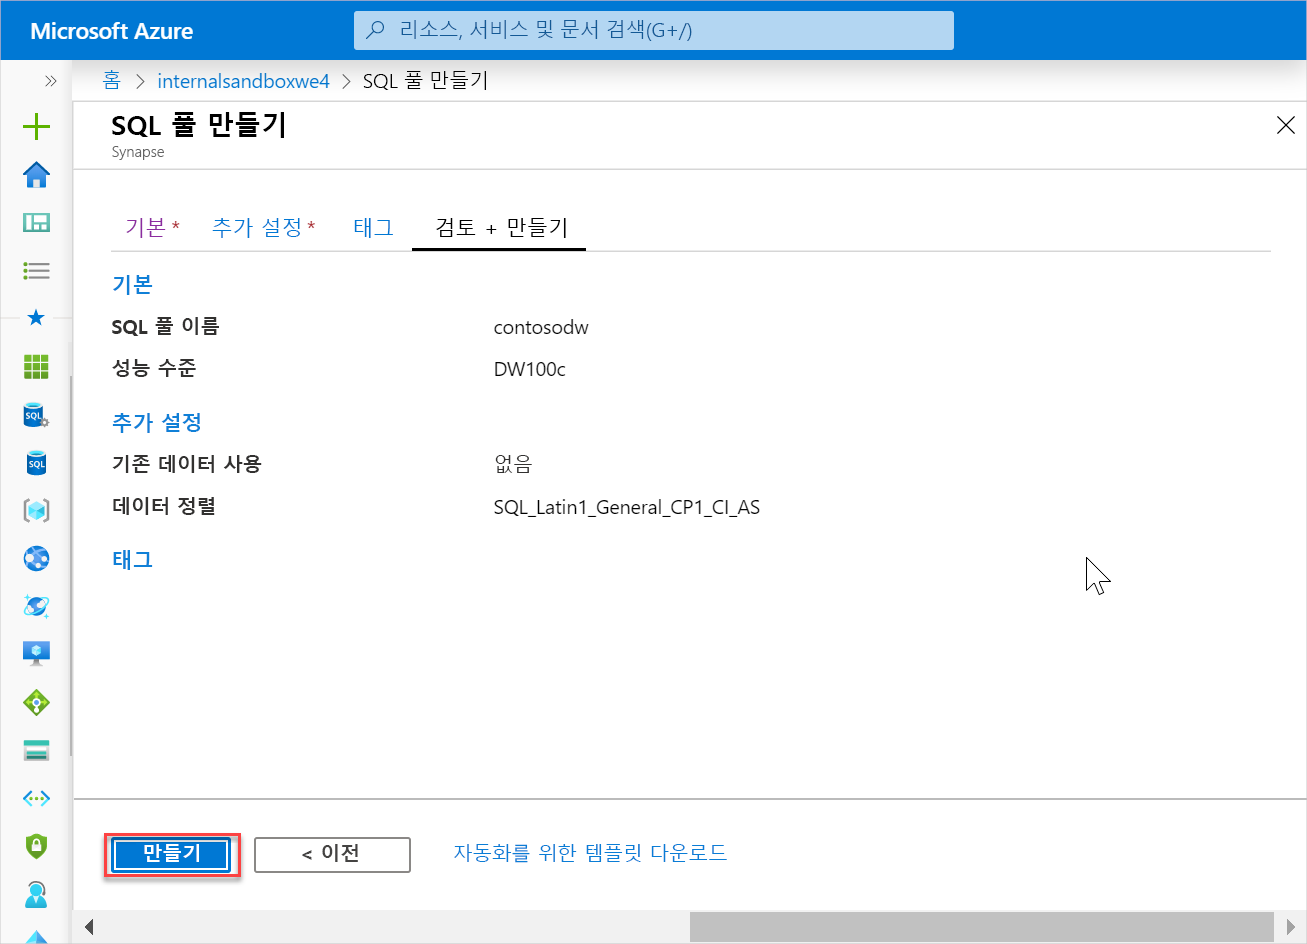 Microsoft Azure
리소스, 서비스 및 문서 검색(G+/)
홈 > internalsandboxwe4 > SQL 풀 만들기
SQL 풀 만들기
Synapse
기본 * 추가 설정 * 태그 검토 + 만들기
기본
SQL 풀 이름 contosodw
성능 수준 DW100c
추가 설정
기존 데이터 사용 없음
데이터 정렬 SQL_Latin1_General_CP1_CI_AS
태그
만들기 < 이전 자동화를 위한 템플릿 다운로드
SQL
SQL